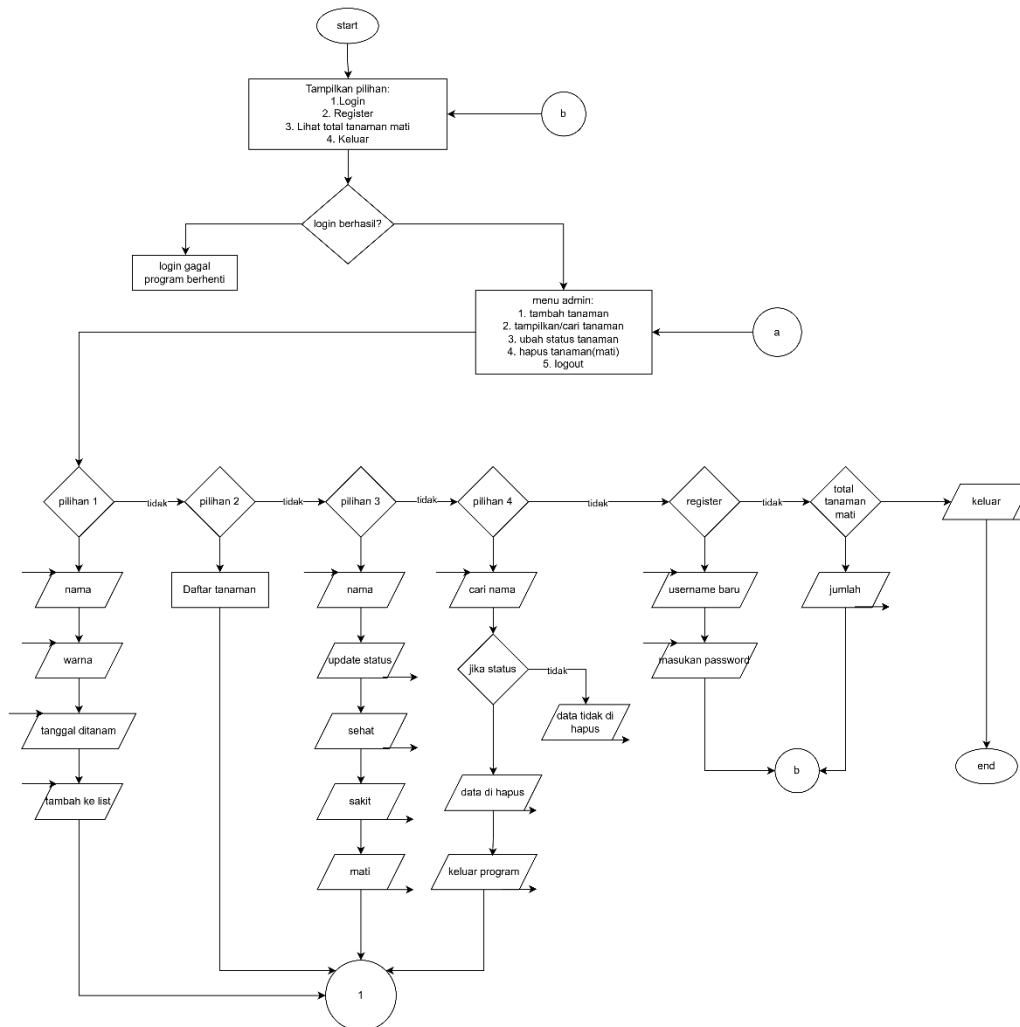 start
Tampilkan pilihan:
1.Login
2. Register
3. Lihat total tanaman mati
4. Keluar
b
login berhasil?
login gagal
program berhenti
menu admin:
1. tambah tanaman
2. tampilkan/cari tanaman
3. ubah status tanaman
4. hapus tanaman(mati)
5. logout
a
pilihan 1
tidak
pilihan 2
tidak
pilihan 3
tidak
pilihan 4
tidak
register
tidak
total
tanaman
mati
keluar
nama
Daftar tanaman
nama
cari nama
username baru
jumlah
warna
update status
jika status
tidak
masukan password
tanggal ditanam
sehat
data tidak di
hapus
b
end
tambah ke list
sakit
data di hapus
mati
keluar program
1